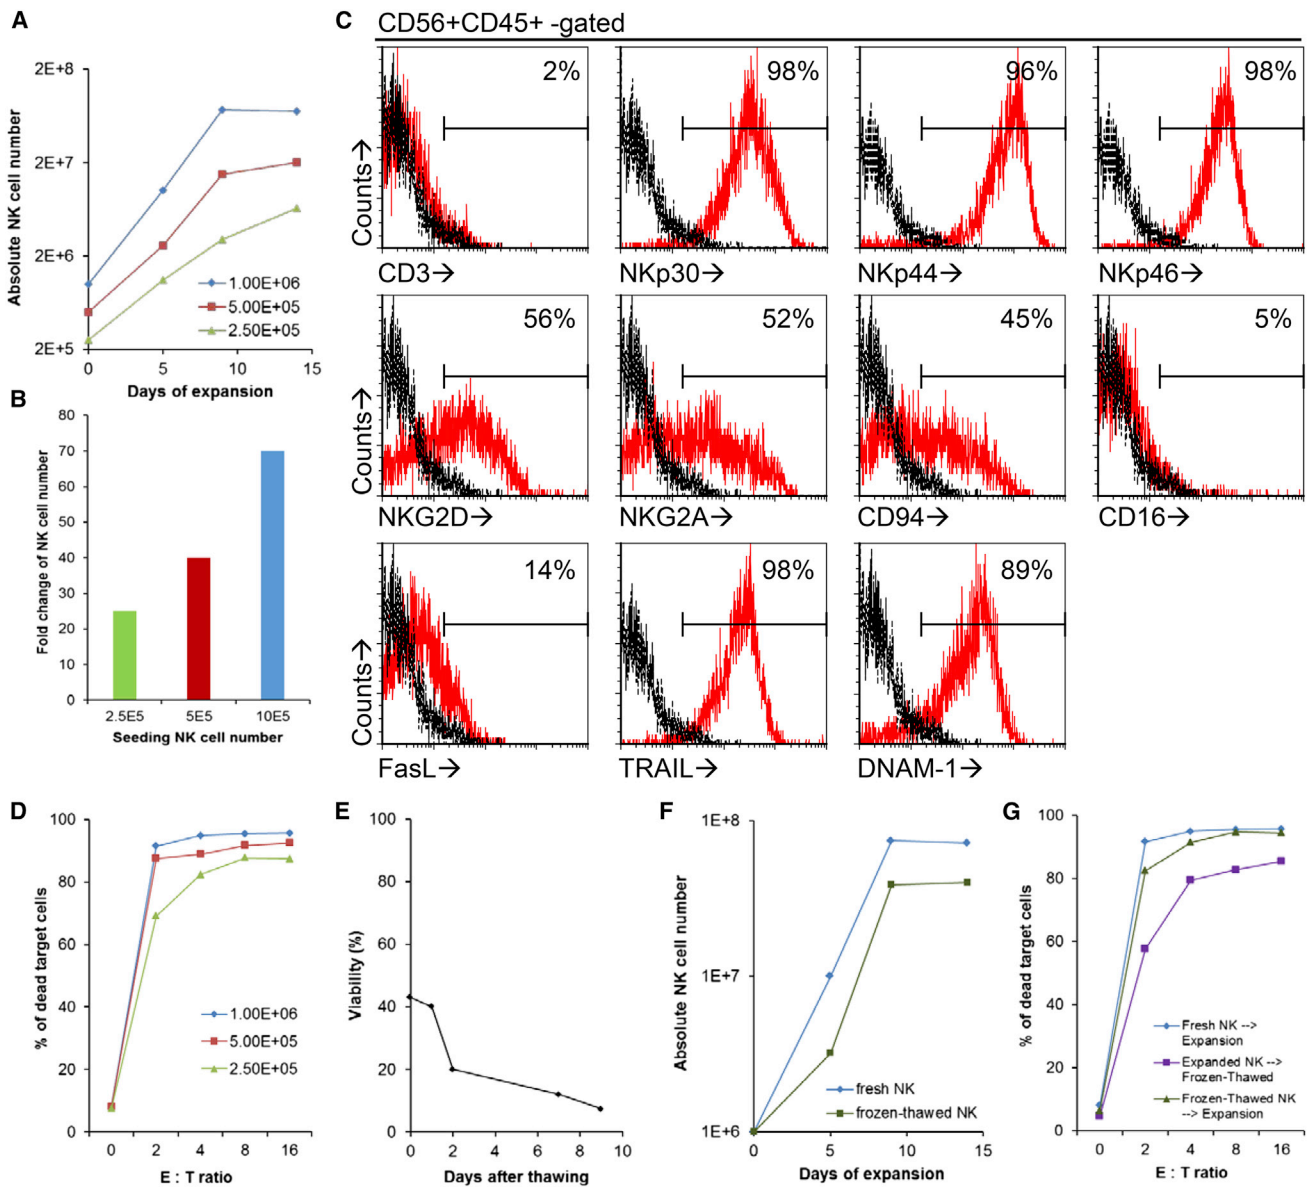 A
Absolute NK cell number
2E+8
2E+7
2E+6
2E+5
1.00E+06
5.00E+05
2.50E+05
0 5 10 15
Days of expansion
B
Fold change of NK cell number
80
70
60
50
40
30
20
10
0
2.5E5 5E5 10E5
Seeding NK cell number
C
CD56+CD45+ -gated
2% 98% 96% 98%
Counts→
CD3→ NKp30→ NKp44→ NKp46→
56% 52% 45% 5%
Counts→
NKG2D→ NKG2A→ CD94→ CD16→
14% 98% 89%
Counts→
FasL→ TRAIL→ DNAM-1→
D
% of dead target cells
100
80
60
40
20
0
1.00E+06
5.00E+05
2.50E+05
0 2 4 8 16
E : T ratio
E
Viability (%)
100
80
60
40
20
0
0 2 4 6 8 10
Days after thawing
F
Absolute NK cell number
1E+8
1E+7
1E+6
fresh NK
frozen-thawed NK
0 5 10 15
Days of expansion
G
% of dead target cells
100
80
60
40
20
0
Fresh NK -->
Expansion
Expanded NK -->
Frozen-Thawed
Frozen-Thawed NK
--> Expansion
0 2 4 8 16
E : T ratio